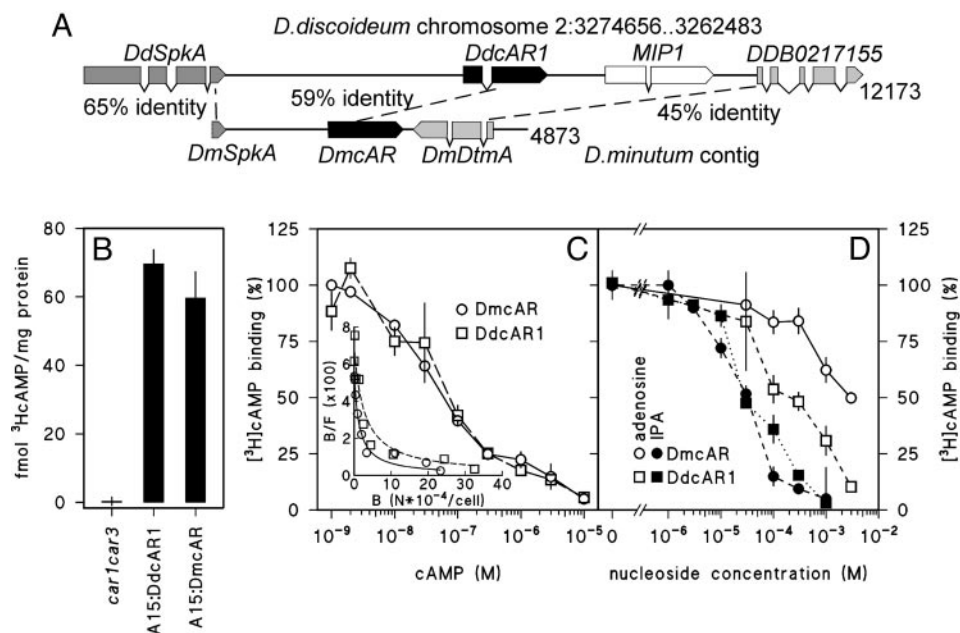 A
D.discoideum chromosome 2:3274656..3262483
DdSpkA
DdcAR1
MIP1
DDB0217155
65% identity
59% identity
45% identity
12173
DmSpkA
DmcAR
DmDtmA
4873
D.minutum contig
B
fmol ³HcAMP/mg protein
80
60
40
20
0
car1car3
A15:DdcAR1
A15:DmcAR
C
[³H]cAMP binding (%)
125
100
75
50
25
0
DmcAR
DdcAR1
B/F (x100)
8
6
4
2
0
0 10 20 30 40
B (N*10⁻⁴/cell)
10⁻⁹ 10⁻⁸ 10⁻⁷ 10⁻⁶ 10⁻⁵
cAMP (M)
D
adenosine
IPA
DmcAR
DdcAR1
0 10⁻⁶ 10⁻⁵ 10⁻⁴ 10⁻³ 10⁻²
nucleoside concentration (M)
125
100
75
50
25
0
[³H]cAMP binding (%)